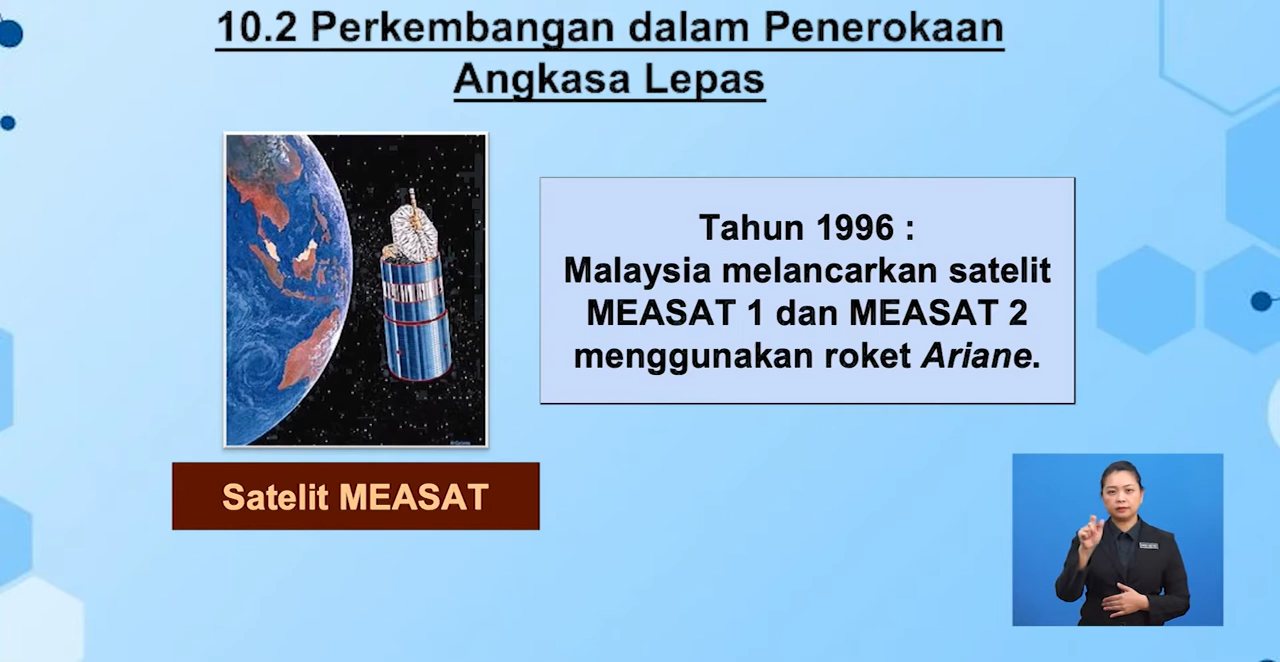 10.2 Perkembangan dalam Penerokaan
Angkasa Lepas
Tahun 1996 :
Malaysia melancarkan satelit
MEASAT 1 dan MEASAT 2
menggunakan roket Ariane.
Satelit MEASAT